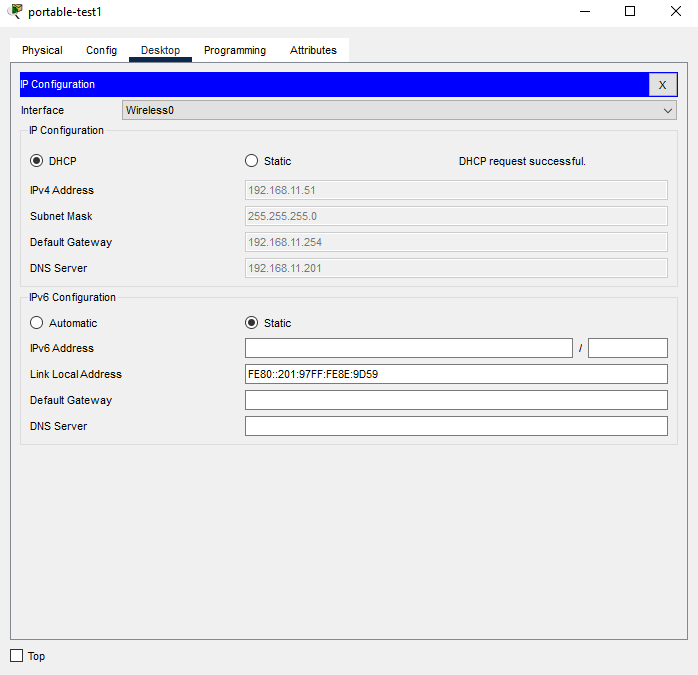 portable-test1
Physical Config Desktop Programming Attributes
IP Configuration X
Interface Wireless0
IP Configuration
DHCP Static DHCP request successful.
IPv4 Address 192.168.11.51
Subnet Mask 255.255.255.0
Default Gateway 192.168.11.254
DNS Server 192.168.11.201
IPv6 Configuration
Automatic Static
IPv6 Address /
Link Local Address FE80::201:97FF:FE8E:9D59
Default Gateway
DNS Server
Top